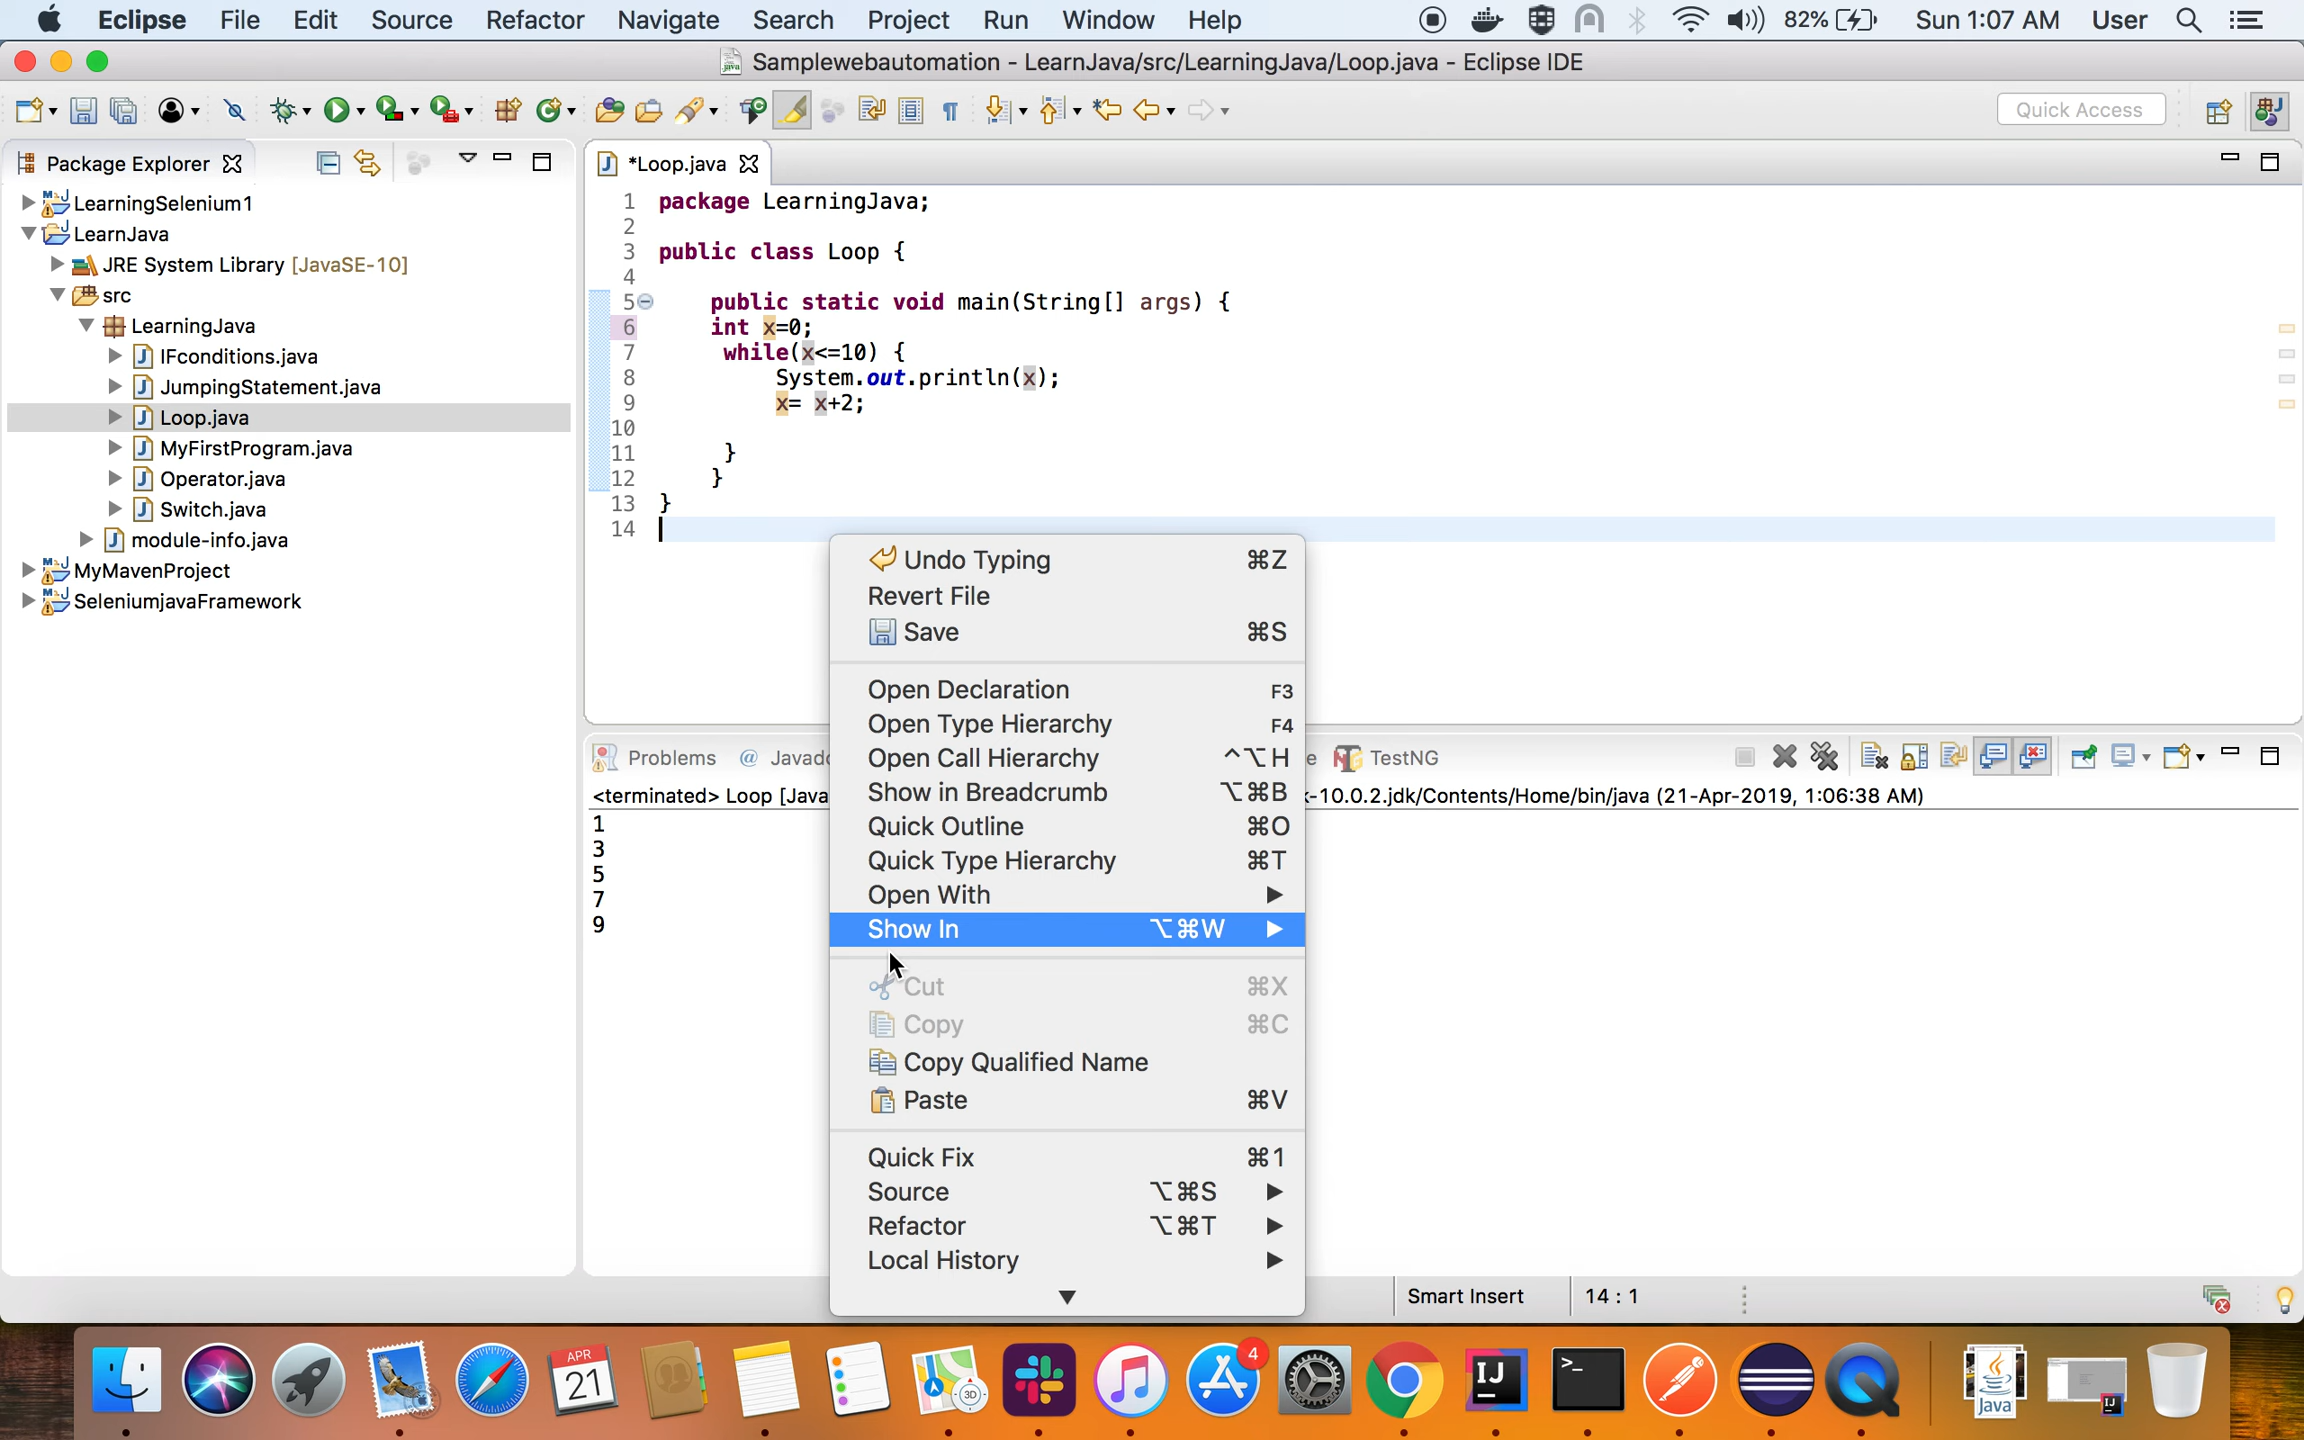 Eclipse File Edit Source Refactor Navigate Search Project Run Window Help 82% Sun 1:07 AM User
Samplewebautomation - LearnJava/src/LearningJava/Loop.java - Eclipse IDE
Quick Access
Package Explorer
LearningSelenium1
LearnJava
JRE System Library [JavaSE-10]
src
LearningJava
IFconditions.java
JumpingStatement.java
Loop.java
MyFirstProgram.java
Operator.java
Switch.java
module-info.java
MyMavenProject
SeleniumjavaFramework
*Loop.java
1 package LearningJava;
2
3 public class Loop {
4
5 public static void main(String[] args) {
6 int x=0;
7 while(x<=10) {
8 System.out.println(x);
9 x= x+2;
10
11 }
12 }
13 }
14
Undo Typing ⌘Z
Revert File
Save ⌘S
Open Declaration F3
Open Type Hierarchy F4
Open Call Hierarchy ^⌥H
Show in Breadcrumb ⌥⌘B
Quick Outline ⌘O
Quick Type Hierarchy ⌘T
Open With
Show In ⌥⌘W
Cut ⌘X
Copy ⌘C
Copy Qualified Name
Paste ⌘V
Quick Fix ⌘1
Source ⌥⌘S
Refactor ⌥⌘T
Local History
Problems @ Javado e TestNG
<terminated> Loop [Java -10.0.2.jdk/Contents/Home/bin/java (21-Apr-2019, 1:06:38 AM)
1
3
5
7
9
Smart Insert 14 : 1
APR
21
3D
4
IJ
>_
Java
IJ